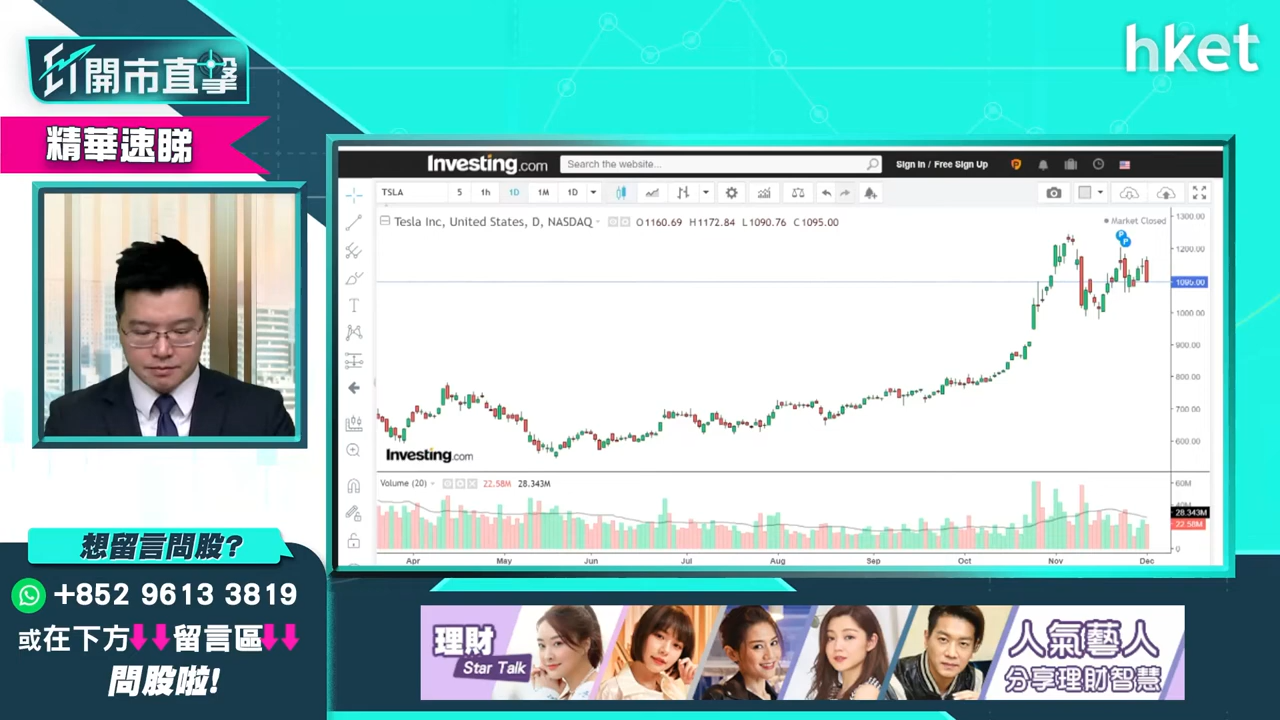 hket
ET開市直擊
精華速睇
Investing.com
Search the website...
Sign In / Free Sign Up
TSLA
5
1h
1D
1M
1D
Tesla Inc, United States, D, NASDAQ
O1160.69 H1172.84 L1090.76 C1095.00
Market Closed
P
P
1300.00
1200.00
1095.00
1000.00
900.00
800.00
700.00
600.00
Investing.com
Volume (20)
22.58M 28.343M
60M
28.343M
22.58M
0
Apr May Jun Jul Aug Sep Oct Nov Dec
想留言問股?
+852 9613 3819
或在下方留言區
問股啦!
理財
Star Talk
人氣藝人
分享理財智慧